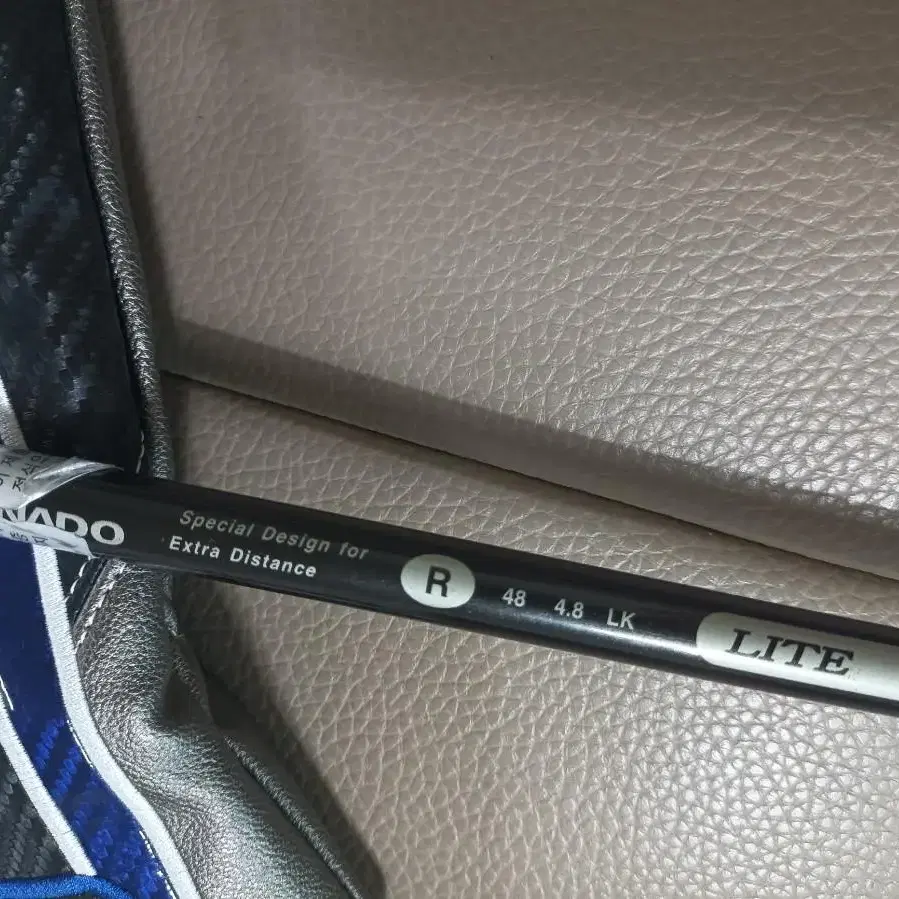 NADO
Special Design for
Extra Distance
R
48 4.8 LK
LITE